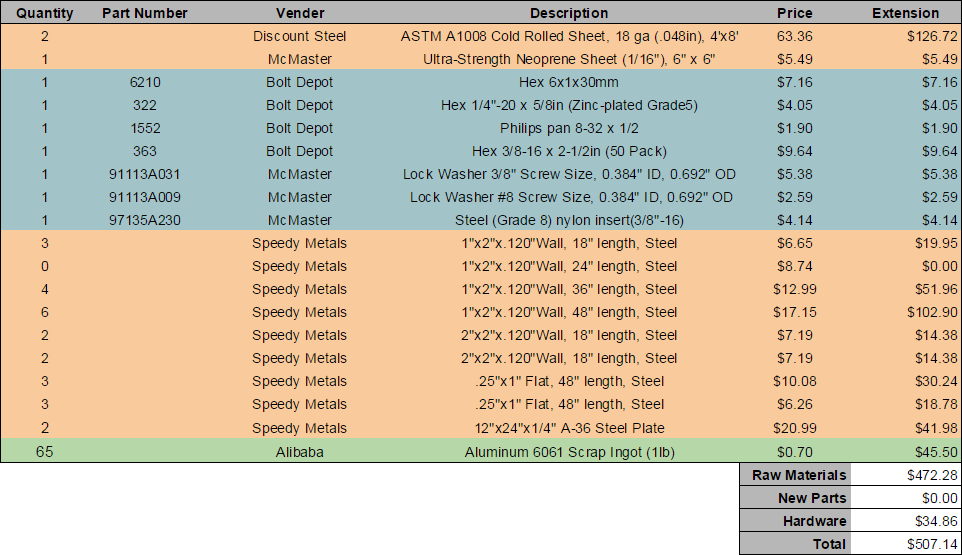 Quantity Part Number Vender Description Price Extension
2 Discount Steel ASTM A1008 Cold Rolled Sheet, 18 ga (.048in), 4'x8' 63.36 $126.72
1 McMaster Ultra-Strength Neoprene Sheet (1/16"), 6" x 6" $5.49 $5.49
1 6210 Bolt Depot Hex 6x1x30mm $7.16 $7.16
1 322 Bolt Depot Hex 1/4"-20 x 5/8in (Zinc-plated Grade5) $4.05 $4.05
1 1552 Bolt Depot Philips pan 8-32 x 1/2 $1.90 $1.90
1 363 Bolt Depot Hex 3/8-16 x 2-1/2in (50 Pack) $9.64 $9.64
1 91113A031 McMaster Lock Washer 3/8" Screw Size, 0.384" ID, 0.692" OD $5.38 $5.38
1 91113A009 McMaster Lock Washer #8 Screw Size, 0.384" ID, 0.692" OD $2.59 $2.59
1 97135A230 McMaster Steel (Grade 8) nylon insert(3/8"-16) $4.14 $4.14
3 Speedy Metals 1"x2"x.120"Wall, 18" length, Steel $6.65 $19.95
0 Speedy Metals 1"x2"x.120"Wall, 24" length, Steel $8.74 $0.00
4 Speedy Metals 1"x2"x.120"Wall, 36" length, Steel $12.99 $51.96
6 Speedy Metals 1"x2"x.120"Wall, 48" length, Steel $17.15 $102.90
2 Speedy Metals 2"x2"x.120"Wall, 18" length, Steel $7.19 $14.38
2 Speedy Metals 2"x2"x.120"Wall, 18" length, Steel $7.19 $14.38
3 Speedy Metals .25"x1" Flat, 48" length, Steel $10.08 $30.24
3 Speedy Metals .25"x1" Flat, 48" length, Steel $6.26 $18.78
2 Speedy Metals 12"x24"x1/4" A-36 Steel Plate $20.99 $41.98
65 Alibaba Aluminum 6061 Scrap Ingot (1lb) $0.70 $45.50
Raw Materials $472.28
New Parts $0.00
Hardware $34.86
Total $507.14